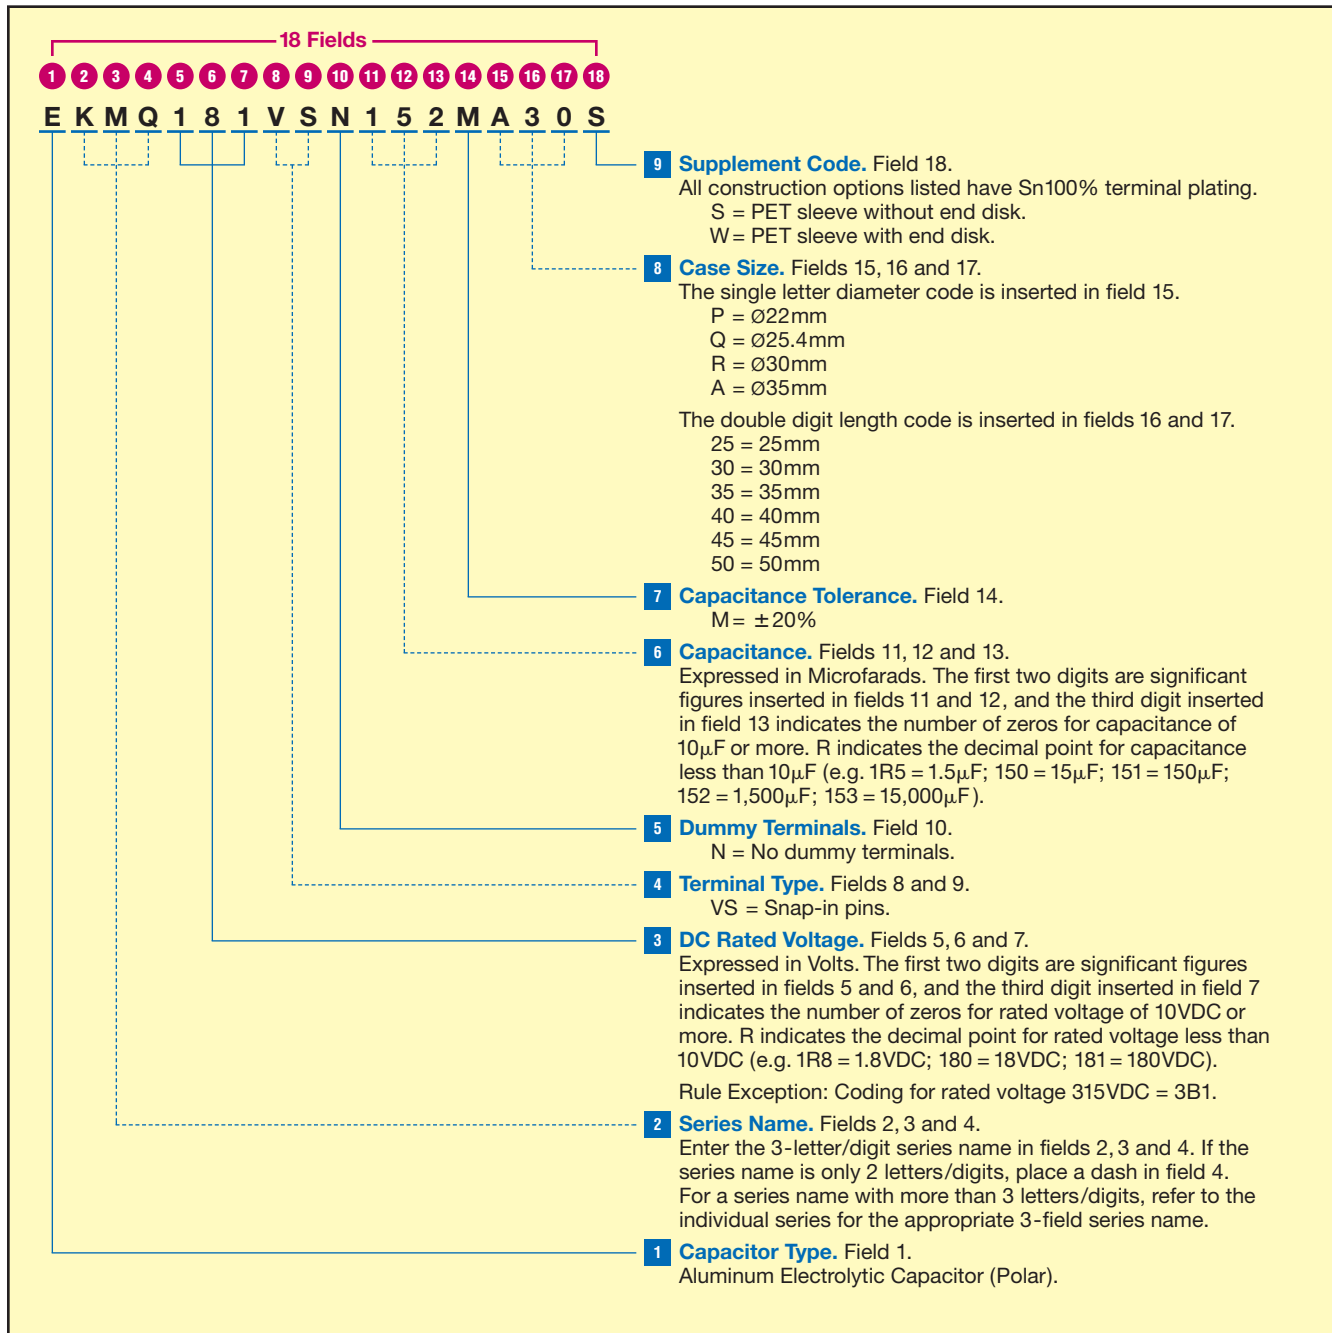 18 Fields
1 2 3 4 5 6 7 8 9 10 11 12 13 14 15 16 17 18
E K M Q 1 8 1 V S N 1 5 2 M A 3 0 S
9 Supplement Code. Field 18.
All construction options listed have Sn100% terminal plating.
S = PET sleeve without end disk.
W = PET sleeve with end disk.
8 Case Size. Fields 15, 16 and 17.
The single letter diameter code is inserted in field 15.
P = Ø22mm
Q = Ø25.4mm
R = Ø30mm
A = Ø35mm
The double digit length code is inserted in fields 16 and 17.
25 = 25mm
30 = 30mm
35 = 35mm
40 = 40mm
45 = 45mm
50 = 50mm
7 Capacitance Tolerance. Field 14.
M = ±20%
6 Capacitance. Fields 11, 12 and 13.
Expressed in Microfarads. The first two digits are significant
figures inserted in fields 11 and 12, and the third digit inserted
in field 13 indicates the number of zeros for capacitance of
10µF or more. R indicates the decimal point for capacitance
less than 10µF (e.g. 1R5 = 1.5µF; 150 = 15µF; 151 = 150µF;
152 = 1,500µF; 153 = 15,000µF).
5 Dummy Terminals. Field 10.
N = No dummy terminals.
4 Terminal Type. Fields 8 and 9.
VS = Snap-in pins.
3 DC Rated Voltage. Fields 5, 6 and 7.
Expressed in Volts. The first two digits are significant figures
inserted in fields 5 and 6, and the third digit inserted in field 7
indicates the number of zeros for rated voltage of 10VDC or
more. R indicates the decimal point for rated voltage less than
10VDC (e.g. 1R8 = 1.8VDC; 180 = 18VDC; 181 = 180VDC).
Rule Exception: Coding for rated voltage 315VDC = 3B1.
2 Series Name. Fields 2, 3 and 4.
Enter the 3-letter/digit series name in fields 2, 3 and 4. If the
series name is only 2 letters/digits, place a dash in field 4.
For a series name with more than 3 letters/digits, refer to the
individual series for the appropriate 3-field series name.
1 Capacitor Type. Field 1.
Aluminum Electrolytic Capacitor (Polar).